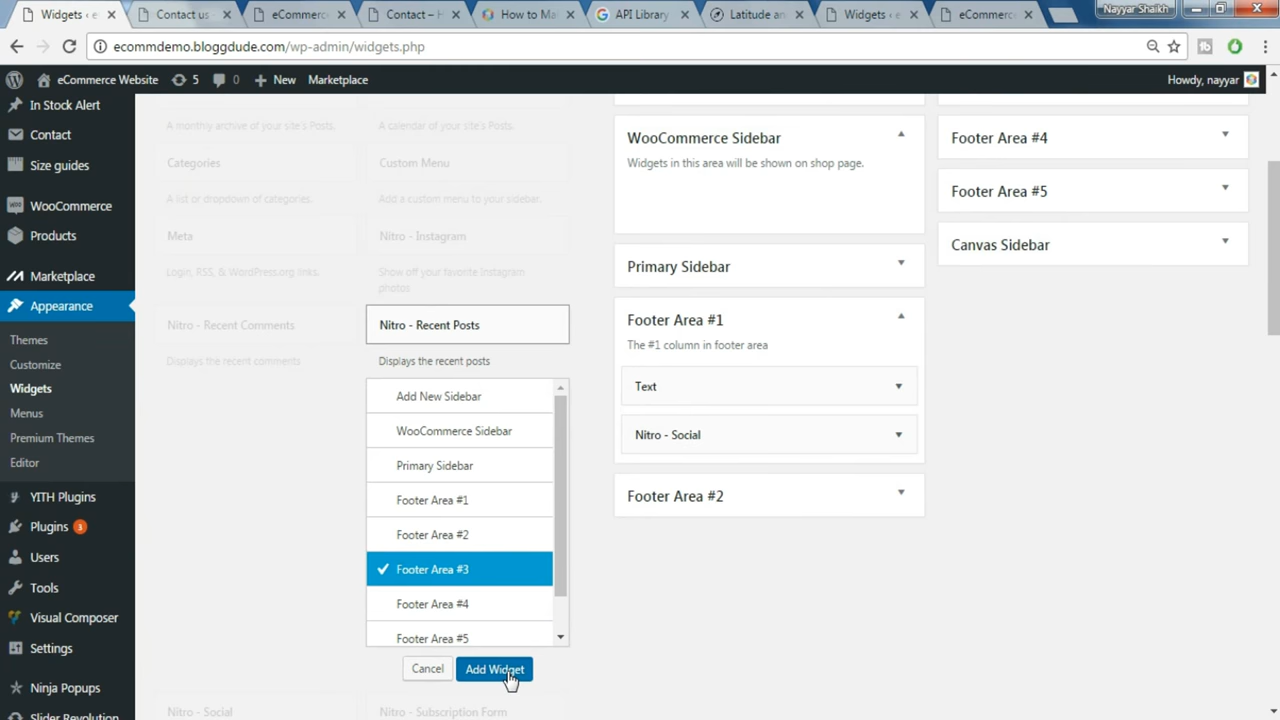 Widgets ‹ e
Contact us
eCommerc
Contact – H
How to Ma
API Library
Latitude an
Widgets ‹ e
eCommerc
Nayyar Shaikh
ecommdemo.bloggdude.com/wp-admin/widgets.php
eCommerce Website
5
0
New
Marketplace
Howdy, nayyar
In Stock Alert
Contact
Size guides
WooCommerce
Products
Marketplace
Appearance
Themes
Customize
Widgets
Menus
Premium Themes
Editor
YITH Plugins
Plugins 3
Users
Tools
Visual Composer
Settings
Ninja Popups
Slider Revolution
A monthly archive of your site's Posts.
A calendar of your site's Posts.
Categories
Custom Menu
A list or dropdown of categories.
Add a custom menu to your sidebar.
Meta
Nitro - Instagram
Login, RSS, & WordPress.org links.
Show off your favorite Instagram
photos
Nitro - Recent Comments
Nitro - Recent Posts
Displays the recent comments
Displays the recent posts
Add New Sidebar
WooCommerce Sidebar
Primary Sidebar
Footer Area #1
Footer Area #2
Footer Area #3
Footer Area #4
Footer Area #5
Cancel
Add Widget
Nitro - Social
Nitro - Subscription Form
WooCommerce Sidebar
Widgets in this area will be shown on shop page.
Primary Sidebar
Footer Area #1
The #1 column in footer area
Text
Nitro - Social
Footer Area #2
Footer Area #4
Footer Area #5
Canvas Sidebar